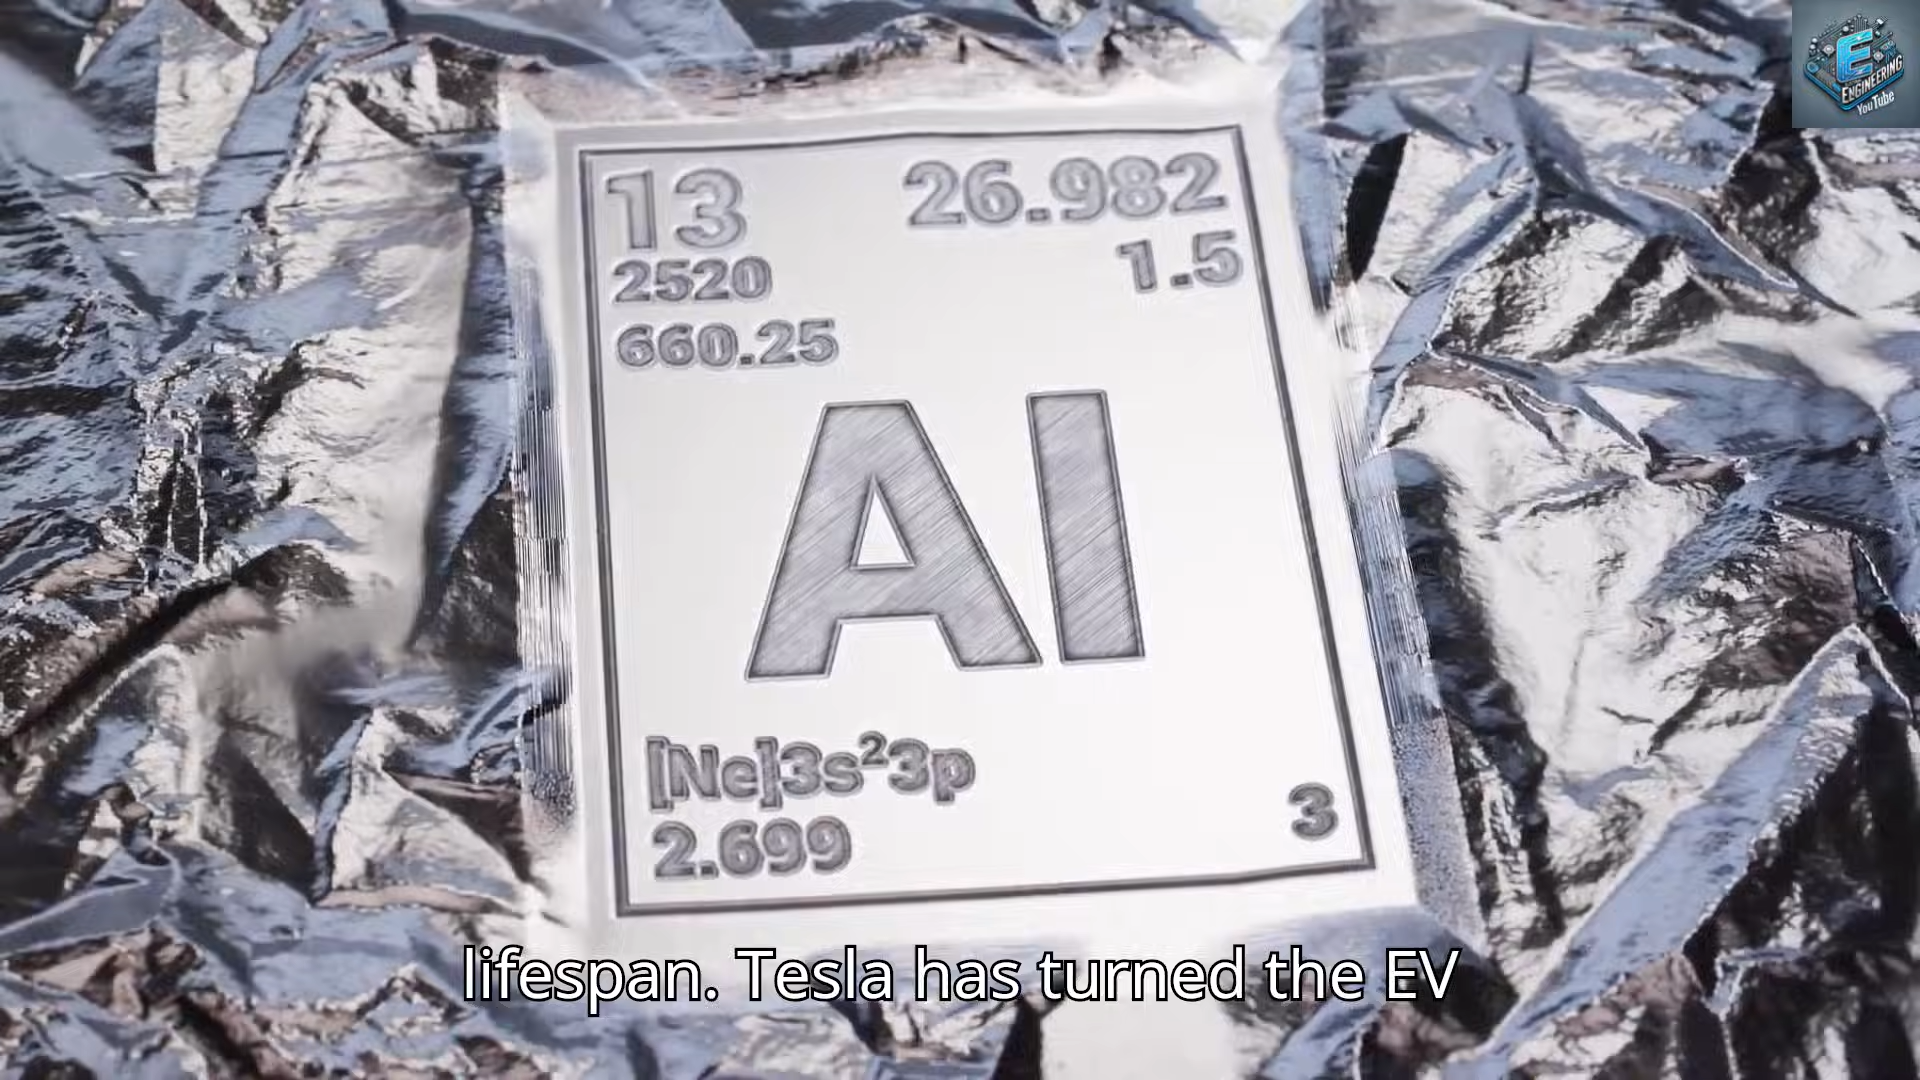 13
26.982
2520
1.5
660.25
Al
[Ne]3s²3p
2.699
3
lifespan. Tesla has turned the EV
E
ENGINEERING
YouTube